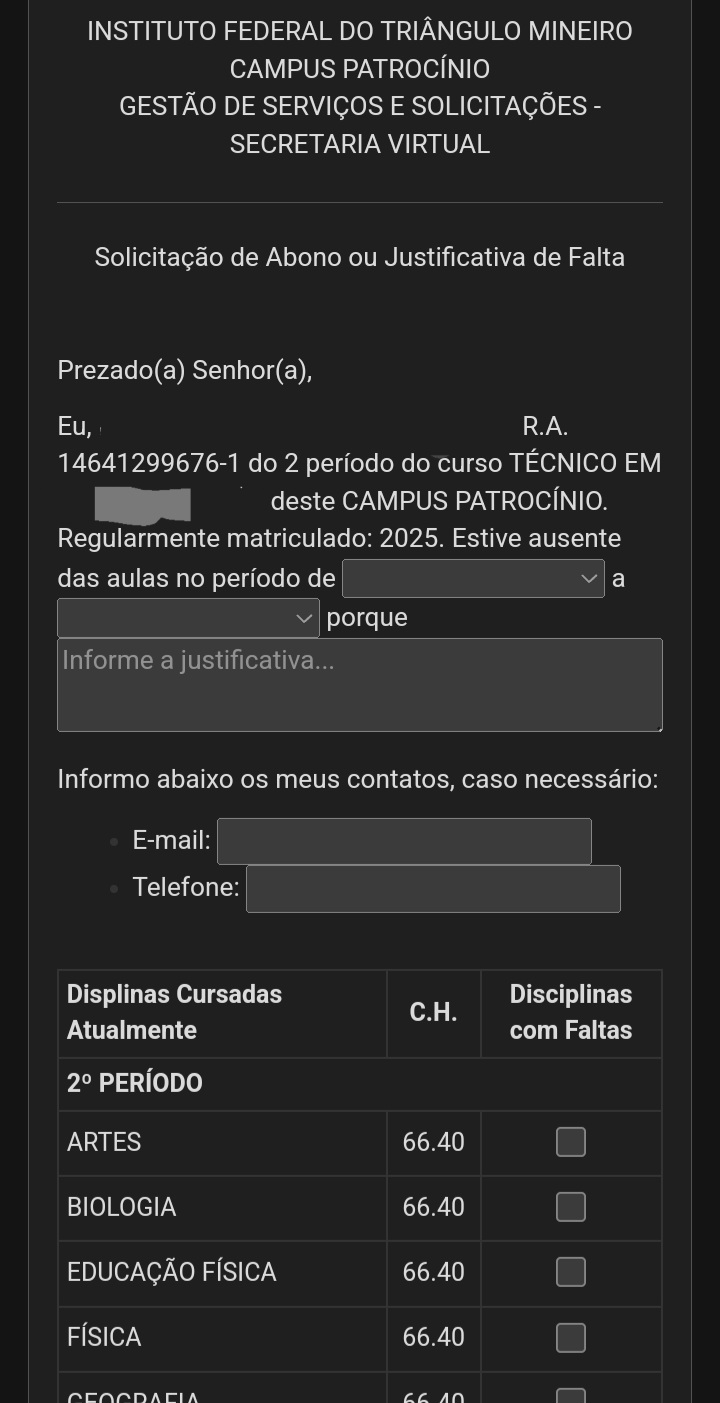 INSTITUTO FEDERAL DO TRIÂNGULO MINEIRO
CAMPUS PATROCÍNIO
GESTÃO DE SERVIÇOS E SOLICITAÇÕES -
SECRETARIA VIRTUAL
Solicitação de Abono ou Justificativa de Falta
Prezado(a) Senhor(a),
Eu, R.A.
14641299676-1 do 2 período do curso TÉCNICO EM
deste CAMPUS PATROCÍNIO.
Regularmente matriculado: 2025. Estive ausente
das aulas no período de a
porque
Informe a justificativa...
Informo abaixo os meus contatos, caso necessário:
E-mail:
Telefone:
Displinas Cursadas
Atualmente
C.H.
Disciplinas
com Faltas
2º PERÍODO
ARTES 66.40
BIOLOGIA 66.40
EDUCAÇÃO FÍSICA 66.40
FÍSICA 66.40
GEOGRAFIA 66.40